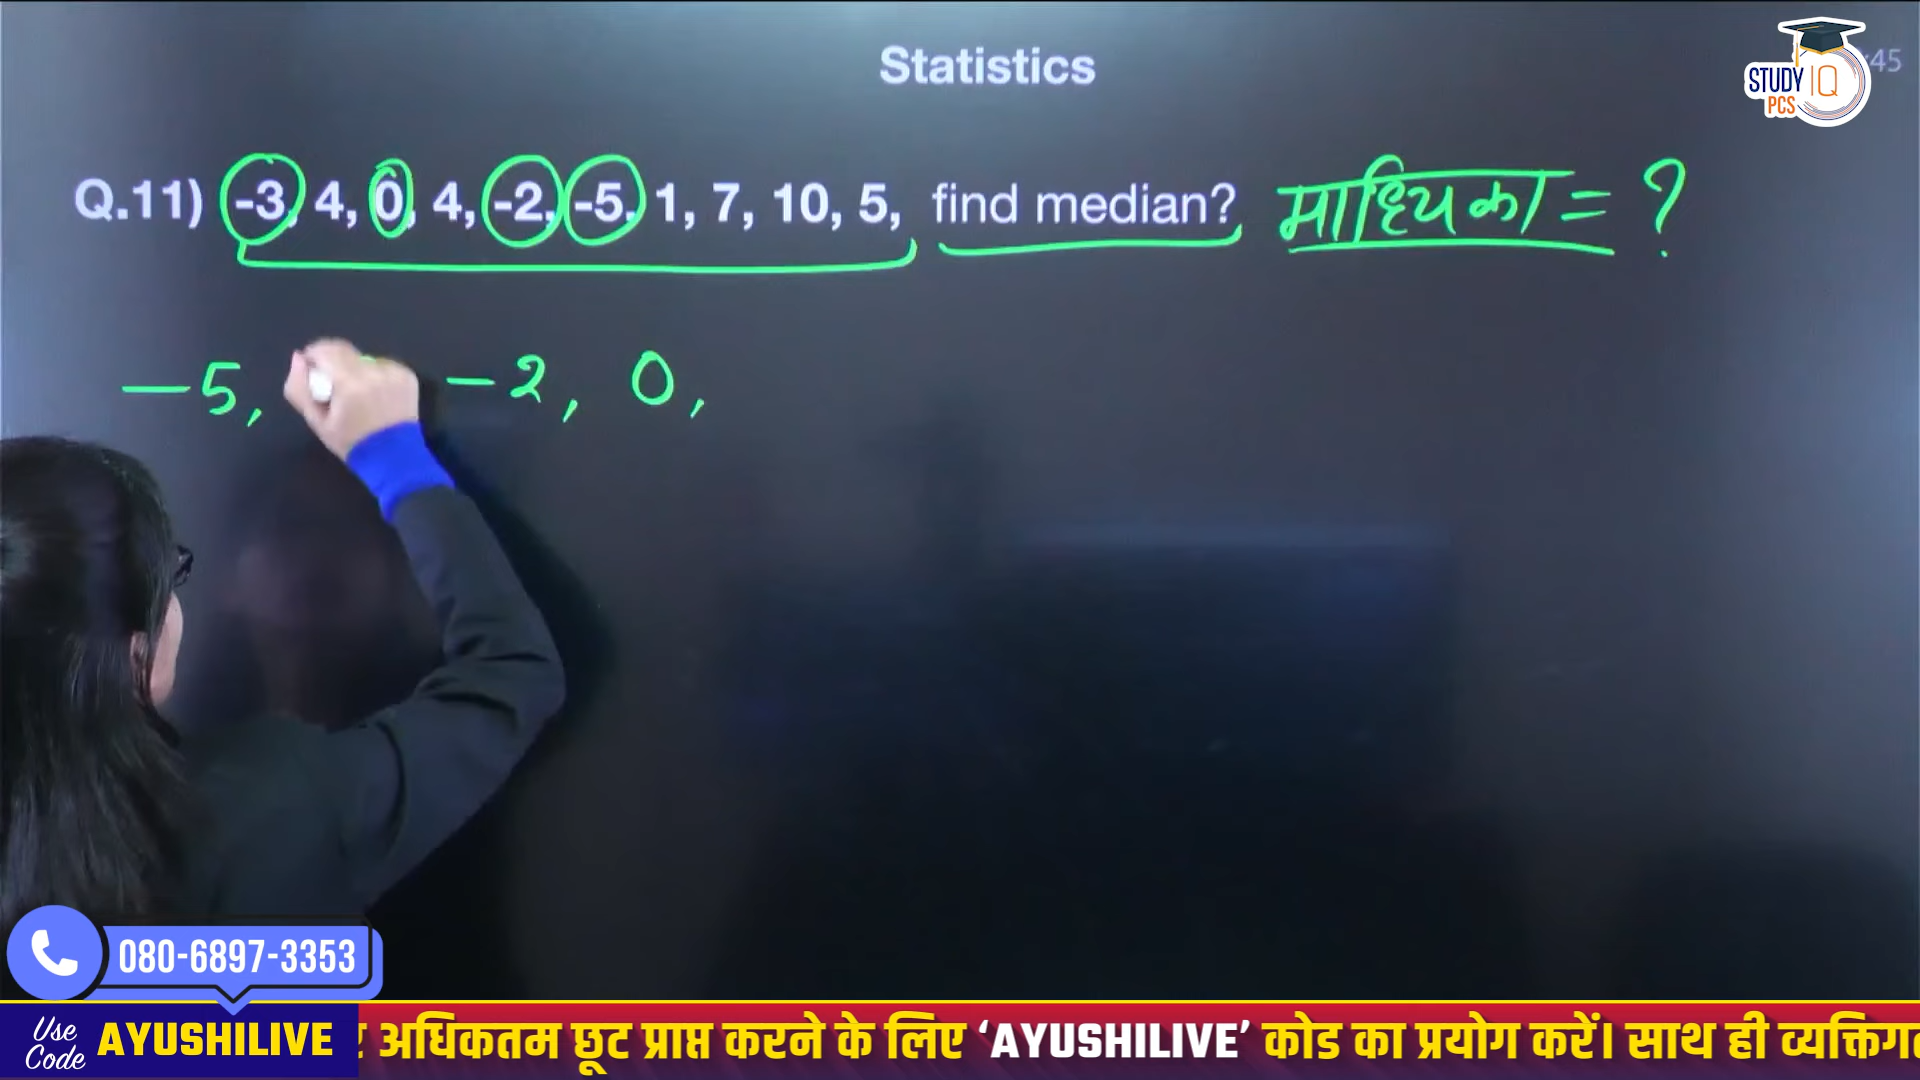 Statistics
:45
STUDY IQ
PCS
Q.11) -3, 4, 0, 4, -2, -5, 1, 7, 10, 5, find median? माध्यिका = ?
-5, -2, 0,
080-6897-3353
Use Code AYUSHILIVE अधिकतम छूट प्राप्त करने के लिए ‘AYUSHILIVE’ कोड का प्रयोग करें। साथ ही